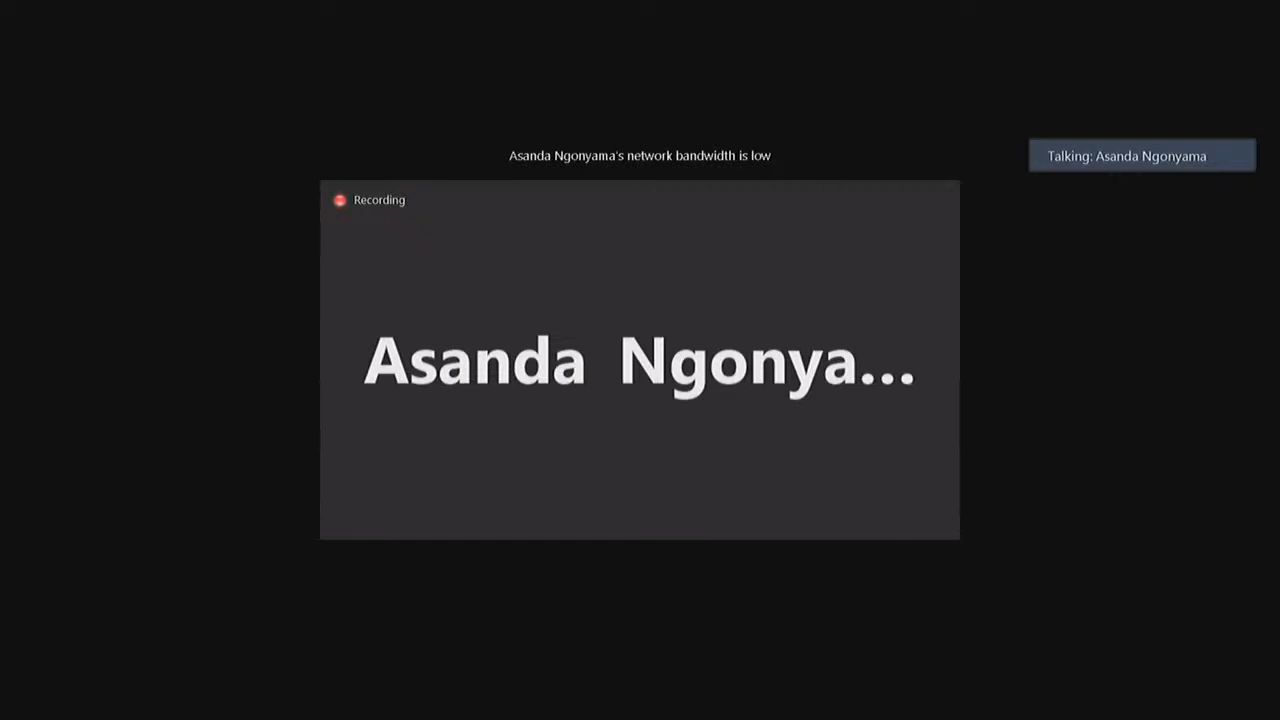 Asanda Ngonyama's network bandwidth is low
Talking: Asanda Ngonyama
Recording
Asanda Ngonya...